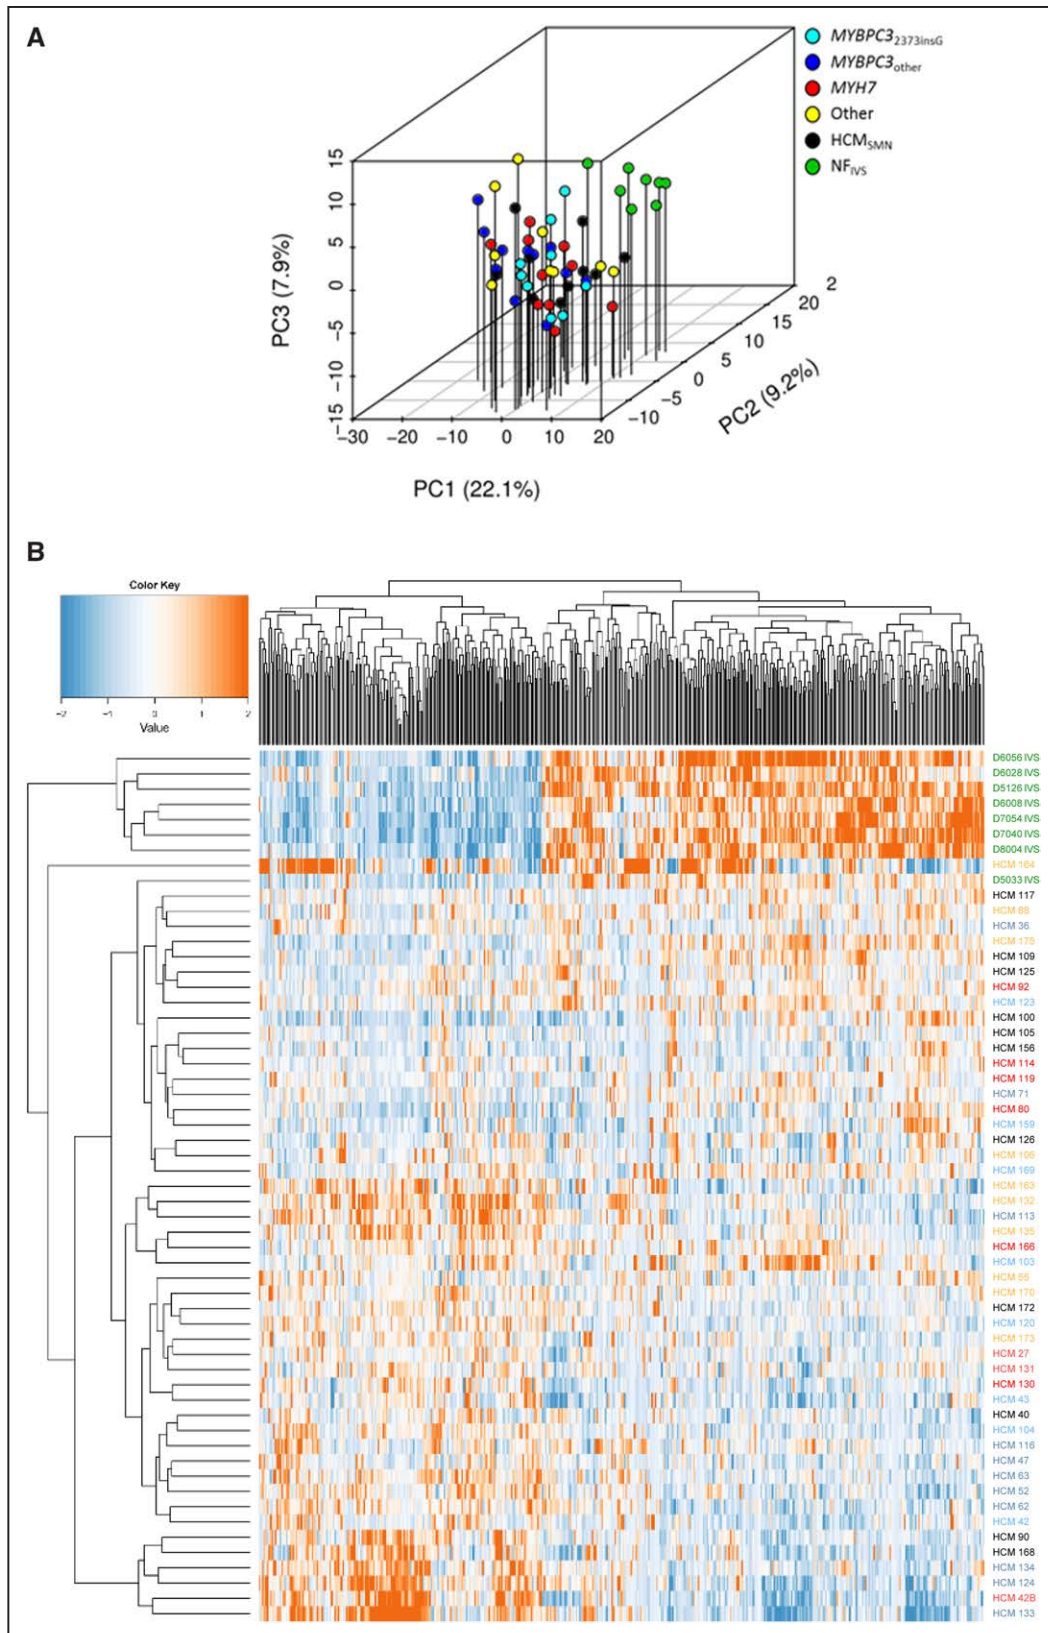 A
MYBPC3 2373insG
MYBPC3 other
MYH7
Other
HCM SMN
NF IVS
15
10
5
0
−5
−10
−15
PC3 (7.9%)
−30 −20 −10 0 10 20
PC1 (22.1%)
−10
−5
0
5
10
15
20
2
PC2 (9.2%)
B
Color Key
−2 −1 0 1 2
Value
D6056 IVS
D6028 IVS
D5126 IVS
D6008 IVS
D7054 IVS
D7040 IVS
D8004 IVS
HCM 164
D5033 IVS
HCM 117
HCM 88
HCM 36
HCM 175
HCM 109
HCM 125
HCM 92
HCM 123
HCM 100
HCM 105
HCM 156
HCM 114
HCM 119
HCM 71
HCM 80
HCM 159
HCM 126
HCM 106
HCM 169
HCM 163
HCM 132
HCM 113
HCM 135
HCM 166
HCM 103
HCM 55
HCM 170
HCM 172
HCM 120
HCM 173
HCM 27
HCM 131
HCM 130
HCM 43
HCM 40
HCM 104
HCM 116
HCM 47
HCM 63
HCM 52
HCM 62
HCM 42
HCM 90
HCM 168
HCM 134
HCM 124
HCM 42B
HCM 133